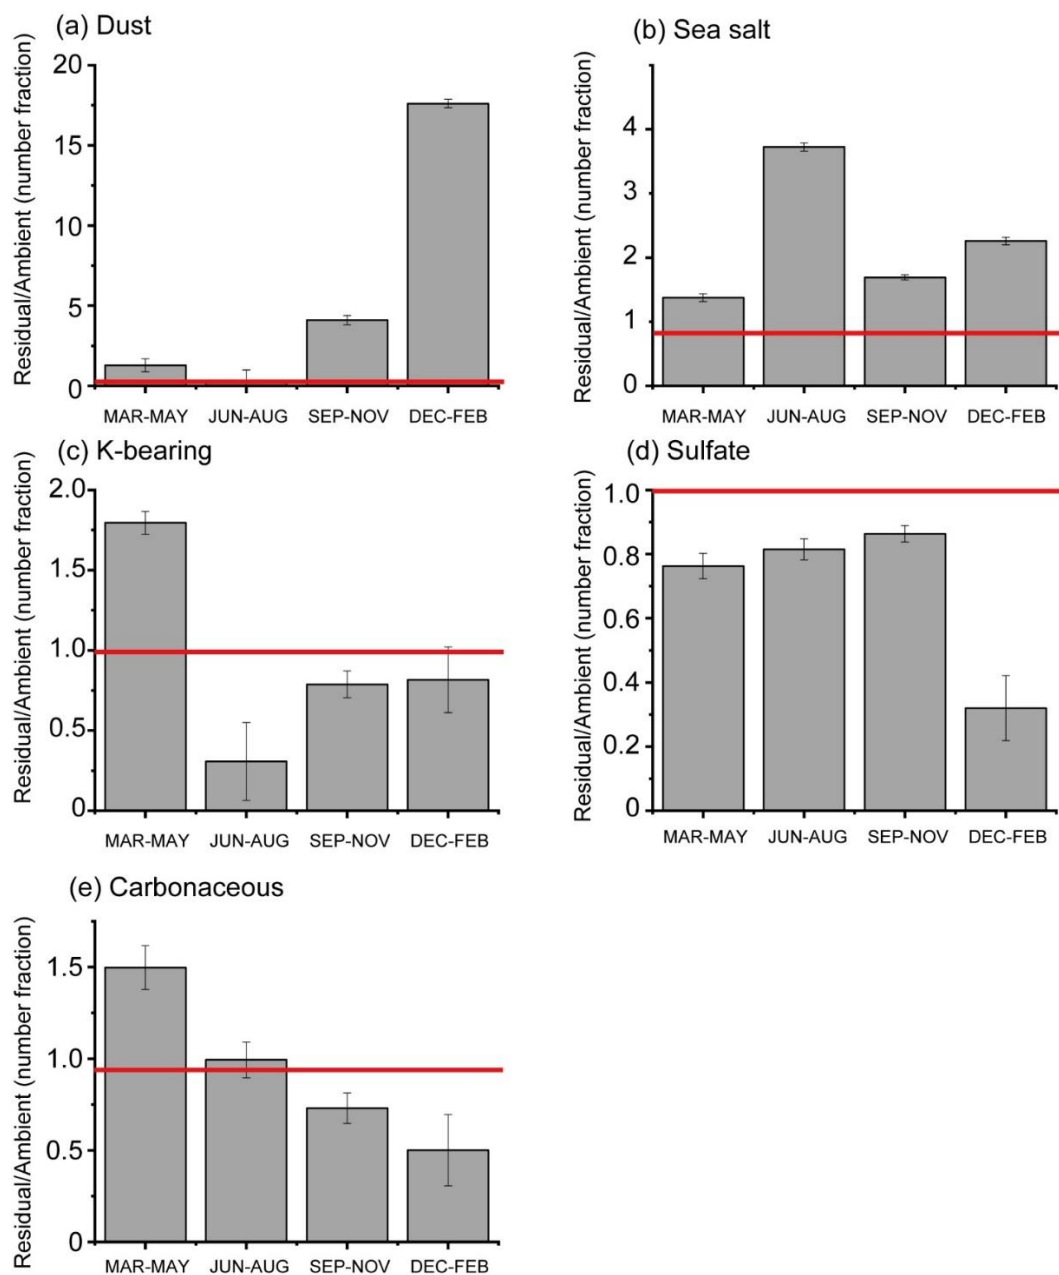 (a) Dust
Residual/Ambient (number fraction)
20
15
10
5
0
MAR-MAY JUN-AUG SEP-NOV DEC-FEB
(b) Sea salt
Residual/Ambient (number fraction)
4
3
2
1
0
MAR-MAY JUN-AUG SEP-NOV DEC-FEB
(c) K-bearing
Residual/Ambient (number fraction)
2.0
1.5
1.0
0.5
0
MAR-MAY JUN-AUG SEP-NOV DEC-FEB
(d) Sulfate
Residual/Ambient (number fraction)
1.0
0.8
0.6
0.4
0.2
0
MAR-MAY JUN-AUG SEP-NOV DEC-FEB
(e) Carbonaceous
Residual/Ambient (number fraction)
1.5
1.0
0.5
0
MAR-MAY JUN-AUG SEP-NOV DEC-FEB